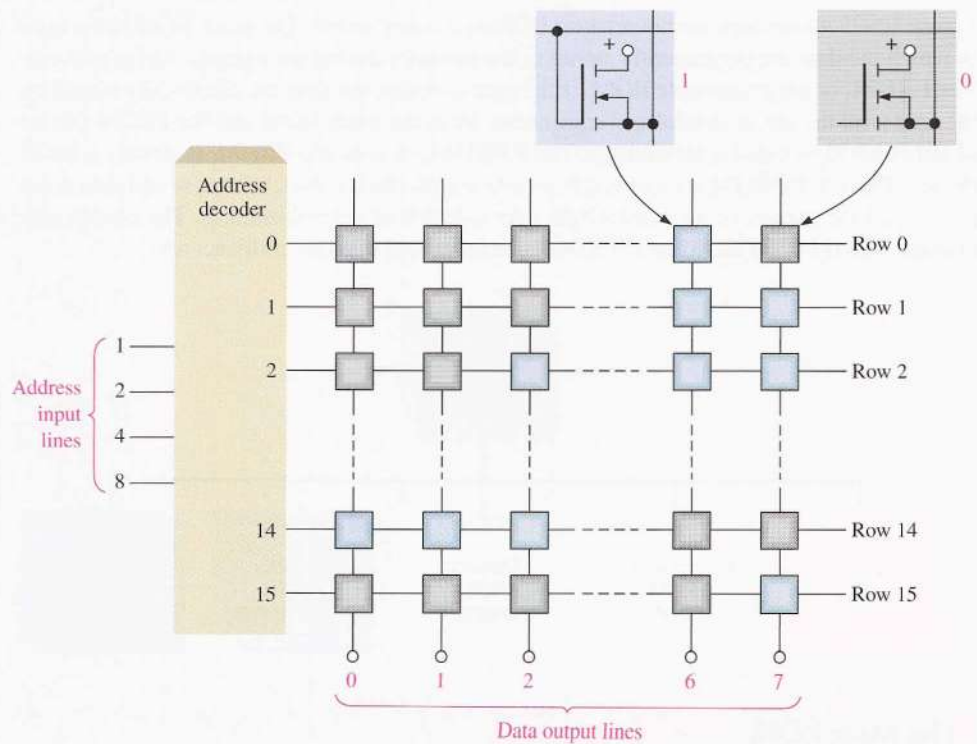 +
1
+
0
Address
decoder
0
Row 0
1
Row 1
2
Row 2
Address
input
lines
1
2
4
8
14
Row 14
15
Row 15
0 1 2 6 7
Data output lines